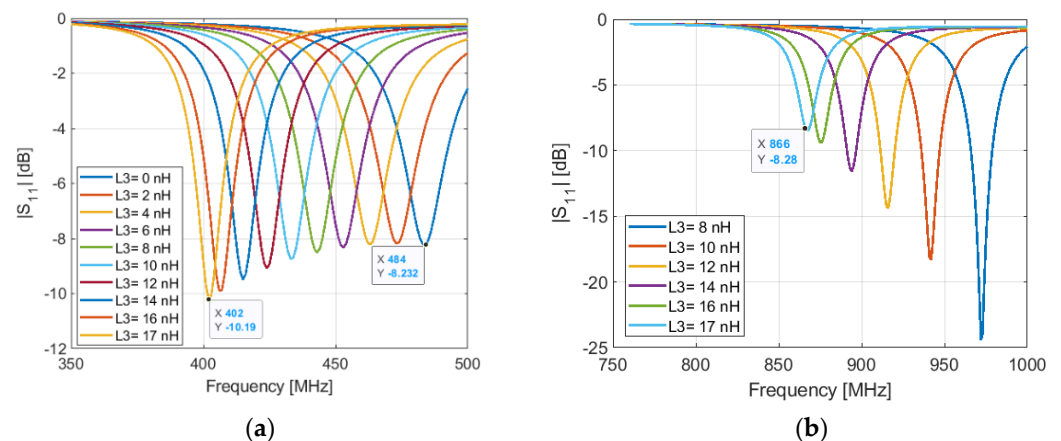 0
-2
-4
-6
-8
-10
-12
|S11| [dB]
L3= 0 nH
L3= 2 nH
L3= 4 nH
L3= 6 nH
L3= 8 nH
L3= 10 nH
L3= 12 nH
L3= 14 nH
L3= 16 nH
L3= 17 nH
X 402
Y -10.19
X 484
Y -8.232
350
400
450
500
Frequency [MHz]
(a)
0
-5
-10
-15
-20
-25
|S11| [dB]
X 866
Y -8.28
L3= 8 nH
L3= 10 nH
L3= 12 nH
L3= 14 nH
L3= 16 nH
L3= 17 nH
750
800
850
900
950
1000
Frequency [MHz]
(b)